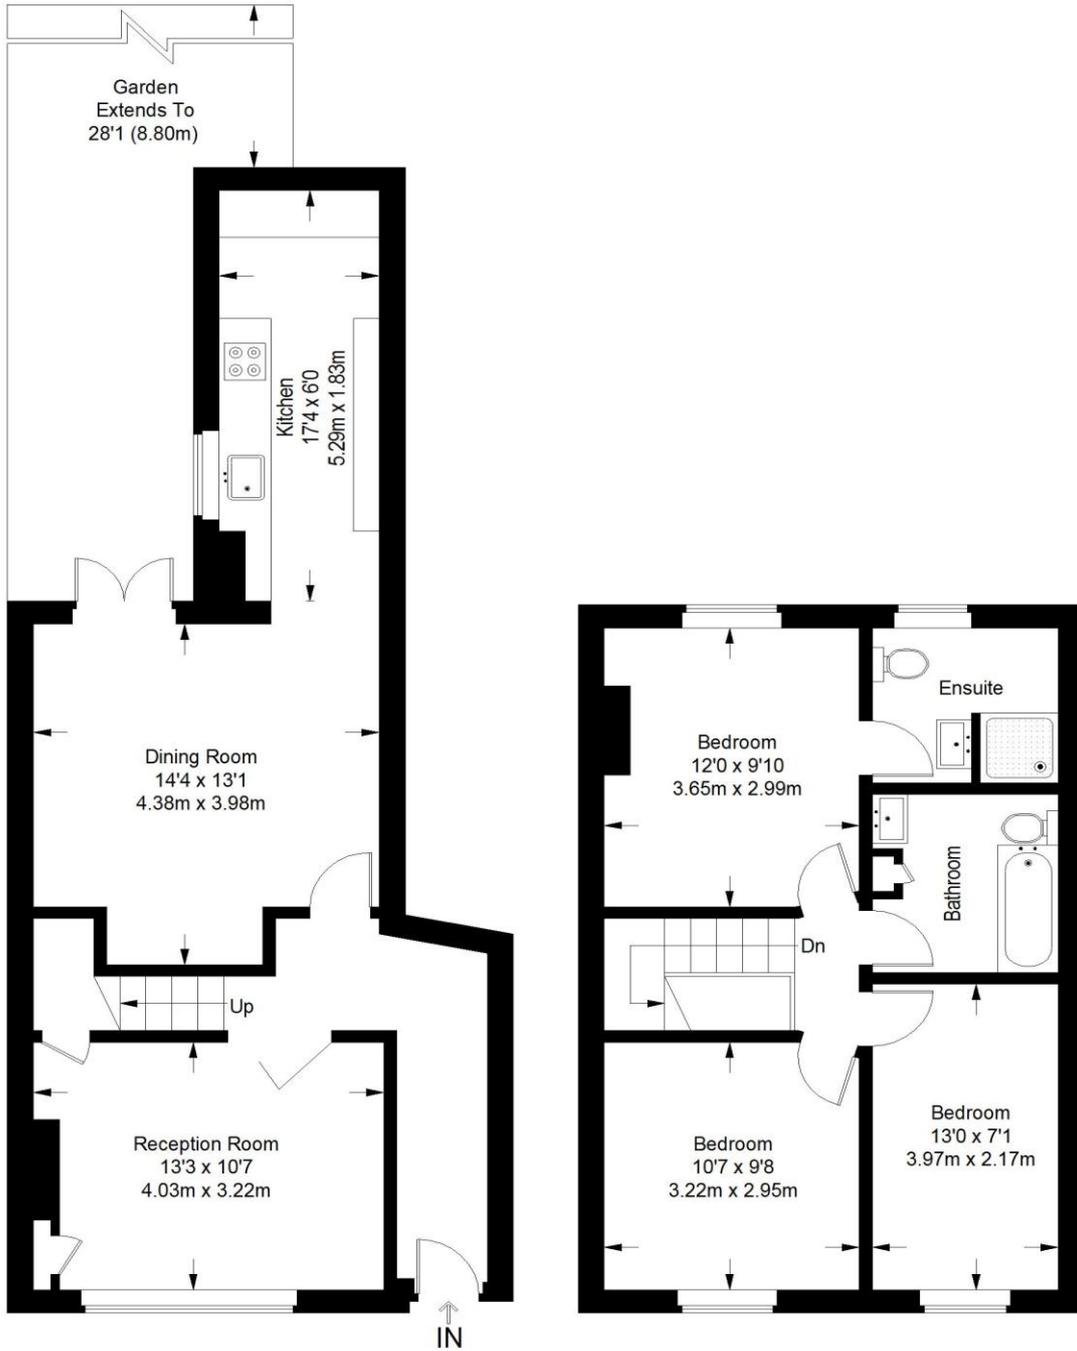 Garden
Extends To
28'1 (8.80m)
Kitchen
17'4 x 6'0
5.29m x 1.83m
Dining Room
14'4 x 13'1
4.38m x 3.98m
Up
Reception Room
13'3 x 10'7
4.03m x 3.22m
IN
Bedroom
12'0 x 9'10
3.65m x 2.99m
Ensuite
Bathroom
Dn
Bedroom
10'7 x 9'8
3.22m x 2.95m
Bedroom
13'0 x 7'1
3.97m x 2.17m